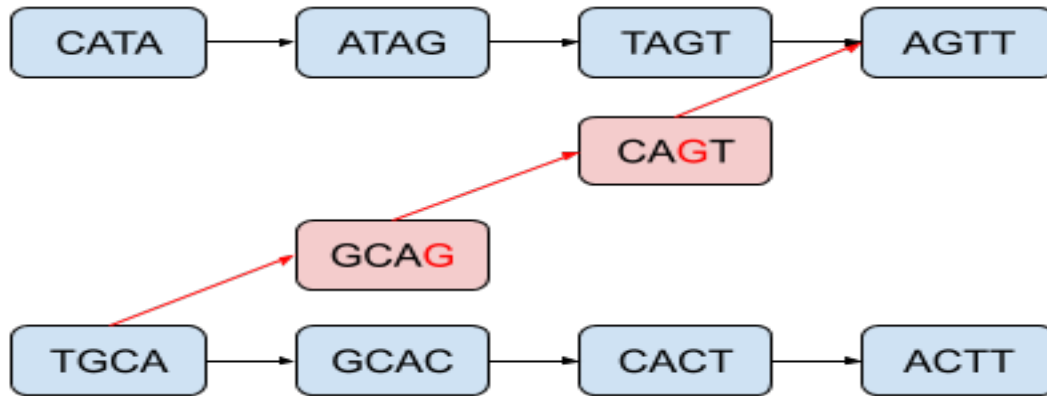 CATA ATAG TAGT AGTT
CAGT
GCAG
TGCA GCAC CACT ACTT